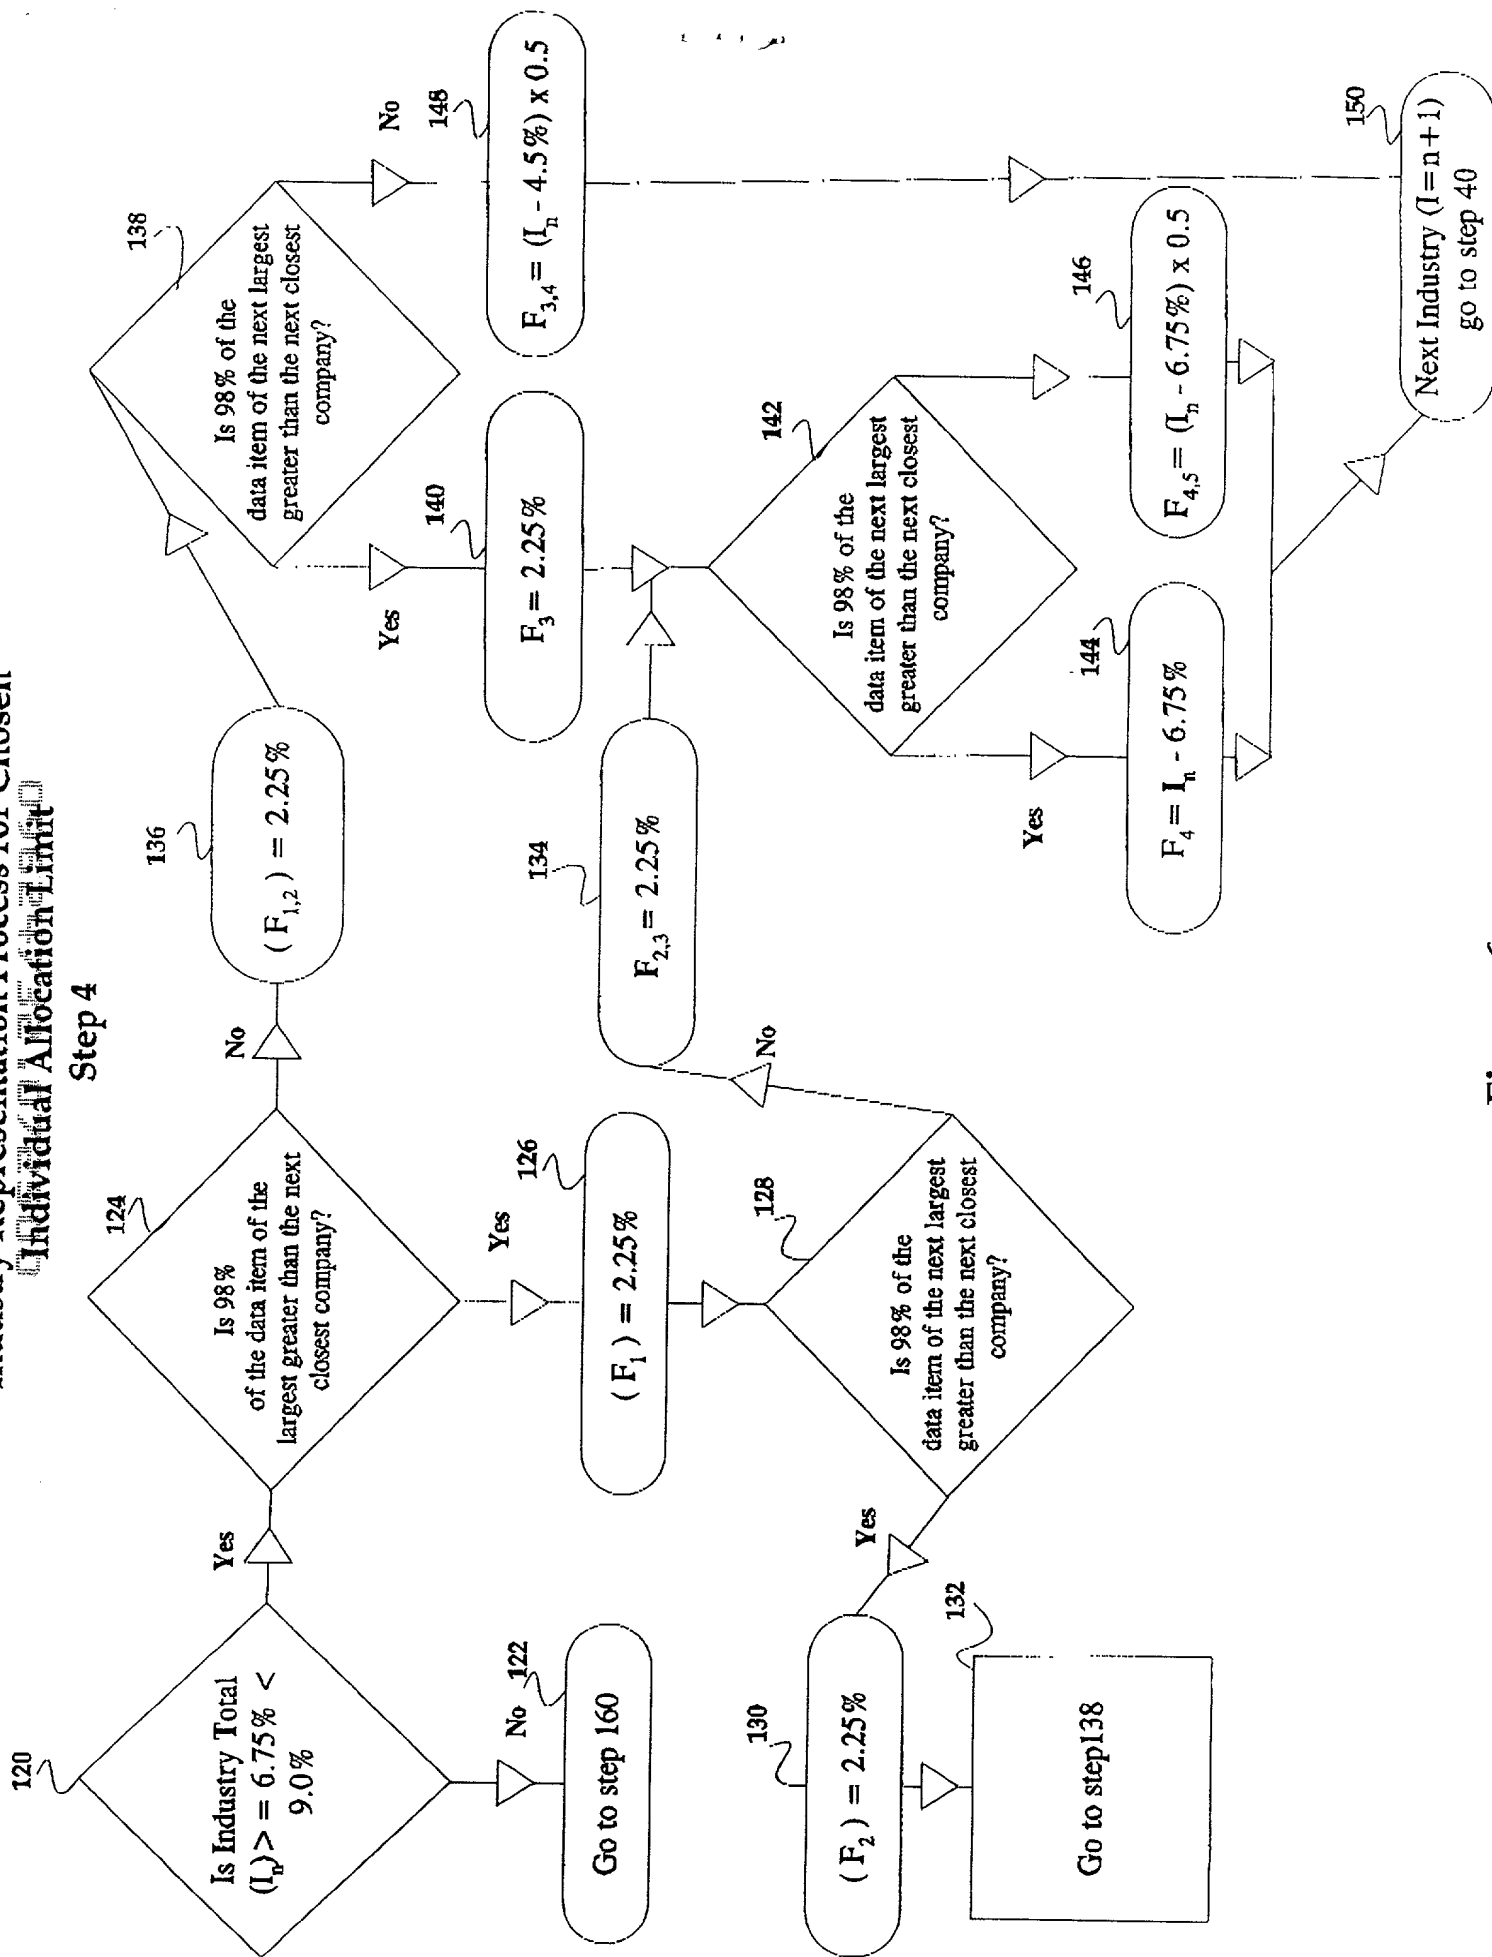 Industry Representation Process for Chosen
Individual Allocation Limit
Step 4
120
Is Industry Total
(Iₙ) > = 6.75% <
9.0%
Yes
No
122
Go to step 160
124
Is 98%
of the data item of the
largest greater than the next
closest company?
No
Yes
126
( F₁ ) = 2.25%
128
Is 98% of the
data item of the next largest
greater than the next closest
company?
Yes
No
130
( F₂ ) = 2.25%
132
Go to step138
134
F₂,₃ = 2.25%
136
( F₁,₂ ) = 2.25%
138
Is 98% of the
data item of the next largest
greater than the next closest
company?
Yes
No
140
F₃ = 2.25%
142
Is 98% of the
data item of the next largest
greater than the next closest
company?
Yes
144
F₄ = Iₙ - 6.75%
146
F₄,₅ = (Iₙ - 6.75%) x 0.5
148
F₃,₄ = (Iₙ - 4.5%) x 0.5
150
Next Industry (I=n+1)
go to step 40